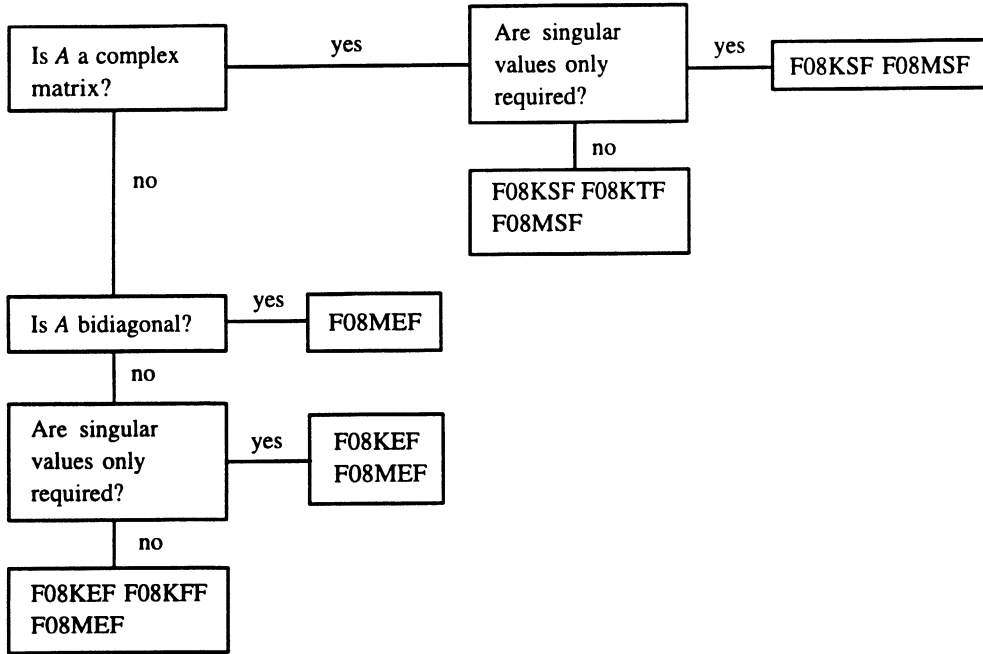 Is A a complex
matrix?
yes
Are singular
values only
required?
yes
F08KSF F08MSF
no
no
F08KSF F08KTF
F08MSF
Is A bidiagonal?
yes
F08MEF
no
Are singular
values only
required?
yes
F08KEF
F08MEF
no
F08KEF F08KFF
F08MEF